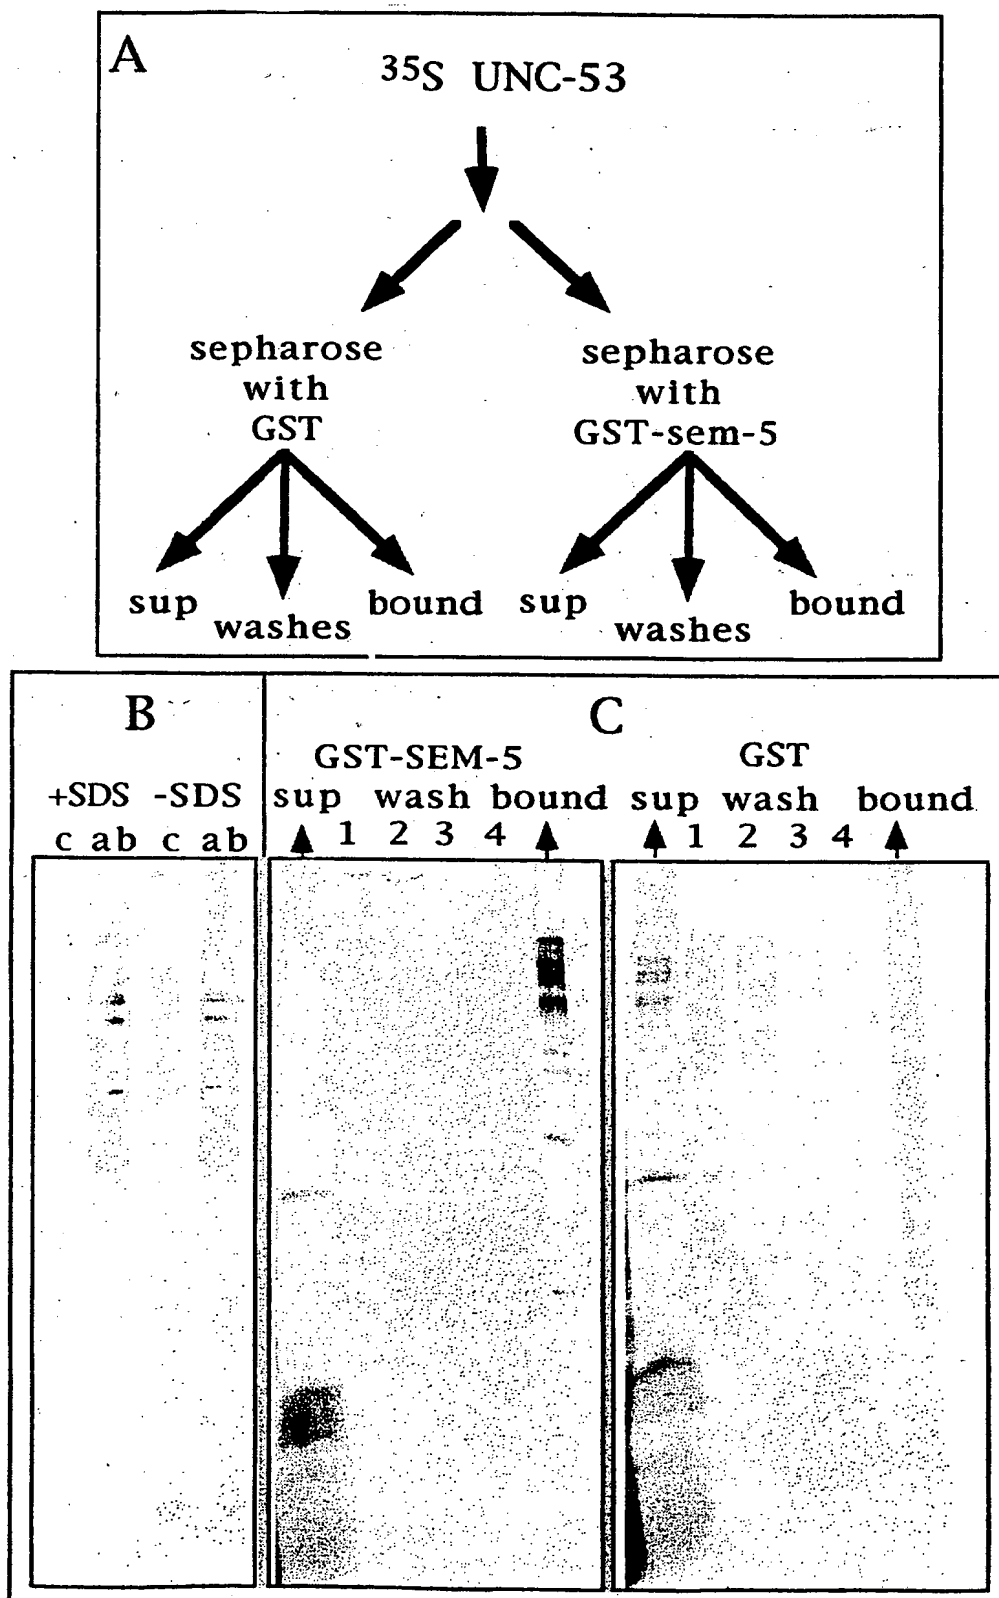 A
³⁵S UNC-53
sepharose with GST
sepharose with GST-sem-5
sup washes bound
sup washes bound
B
+SDS -SDS
c ab c ab
C
GST-SEM-5
sup wash bound
1 2 3 4
GST
sup wash bound
1 2 3 4